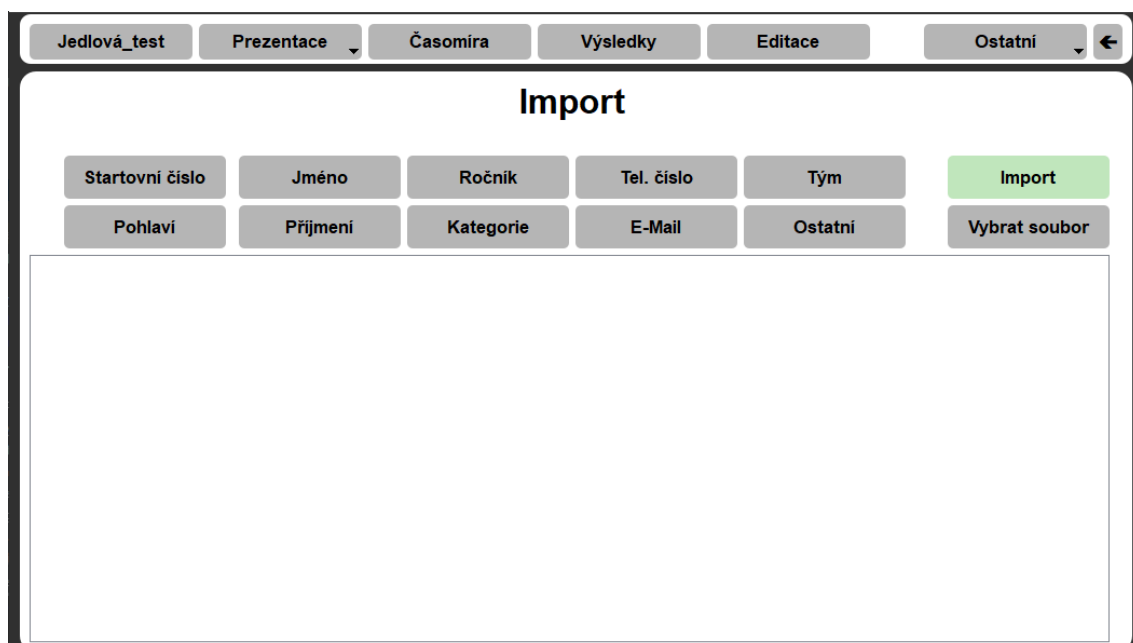 Jedlová_test Prezentace Časomíra Výsledky Editace Ostatní
Import
Startovní číslo Jméno Ročník Tel. číslo Tým Import
Pohlaví Příjmení Kategorie E-Mail Ostatní Vybrat soubor